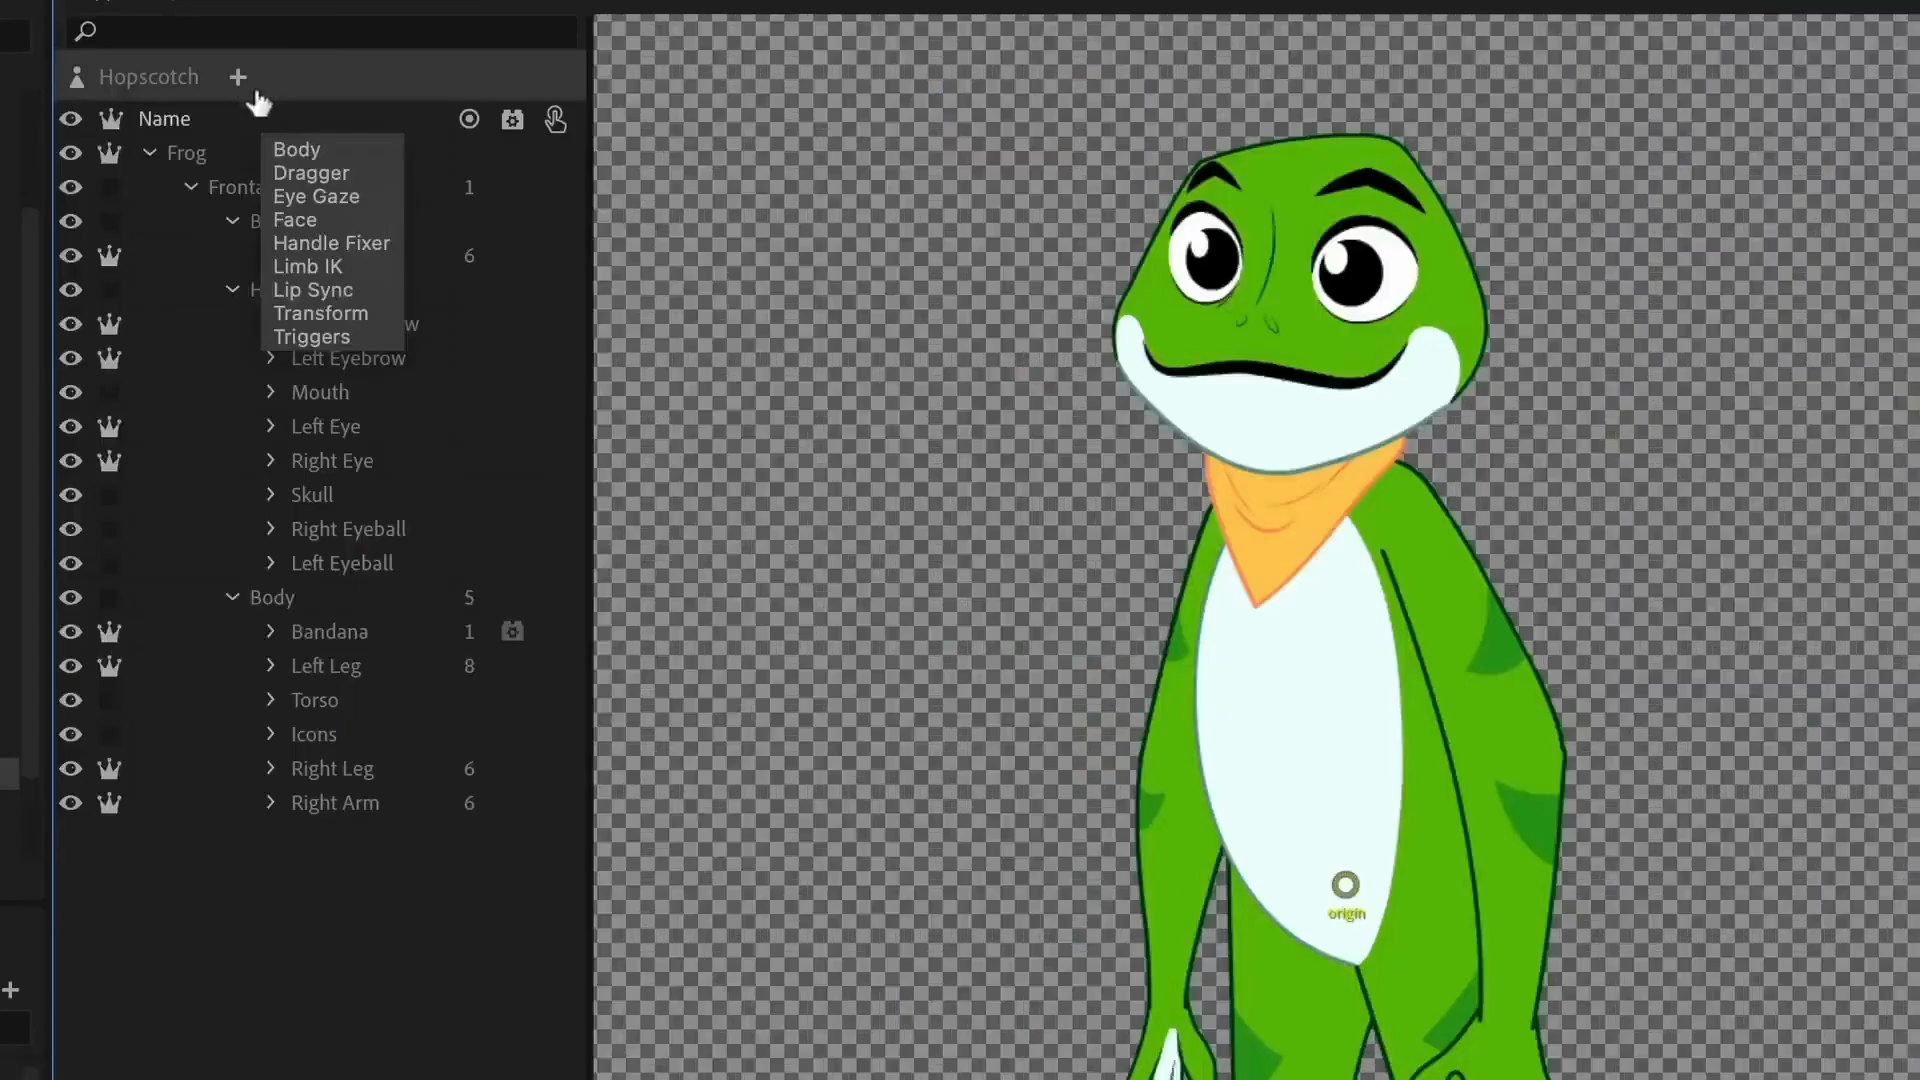 Hopscotch +
Name
Frog
Fronta 1
B
6
H
w
Left Eyebrow
Mouth
Left Eye
Right Eye
Skull
Right Eyeball
Left Eyeball
Body 5
Bandana 1
Left Leg 8
Torso
Icons
Right Leg 6
Right Arm 6
Body
Dragger
Eye Gaze
Face
Handle Fixer
Limb IK
Lip Sync
Transform
Triggers
origin